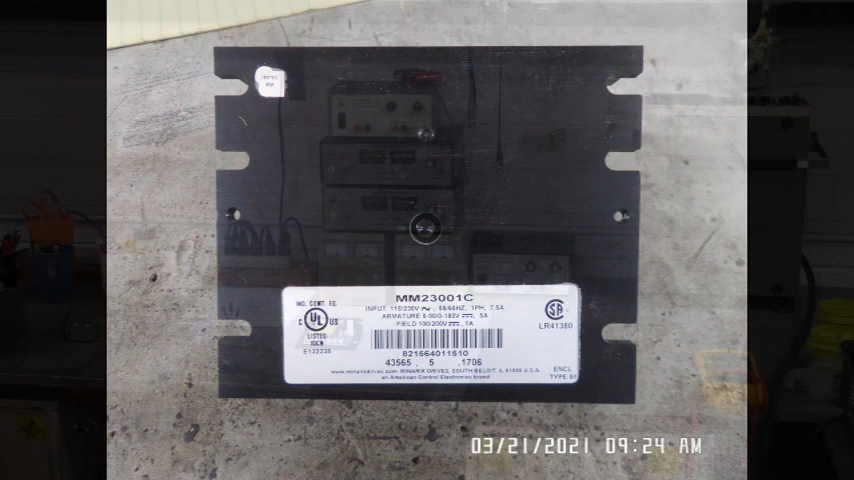 MM23001C
IND. CONT. EQ.
INPUT 115/230V ~, 50/60HZ, 1PH, 7.5A
ARMATURE 0-90/0-180V, 5A
FIELD 100/200V, 1A
C UL US
LISTED
E132235
LR41380
821564011510
43565 . 5 .1706
www.minarikdrives.com MINARIK DRIVES, SOUTH BELOIT, IL 61080 U.S.A.
an American Control Electronics brand
ENCL
TYPE
03/21/2021 09:24 AM